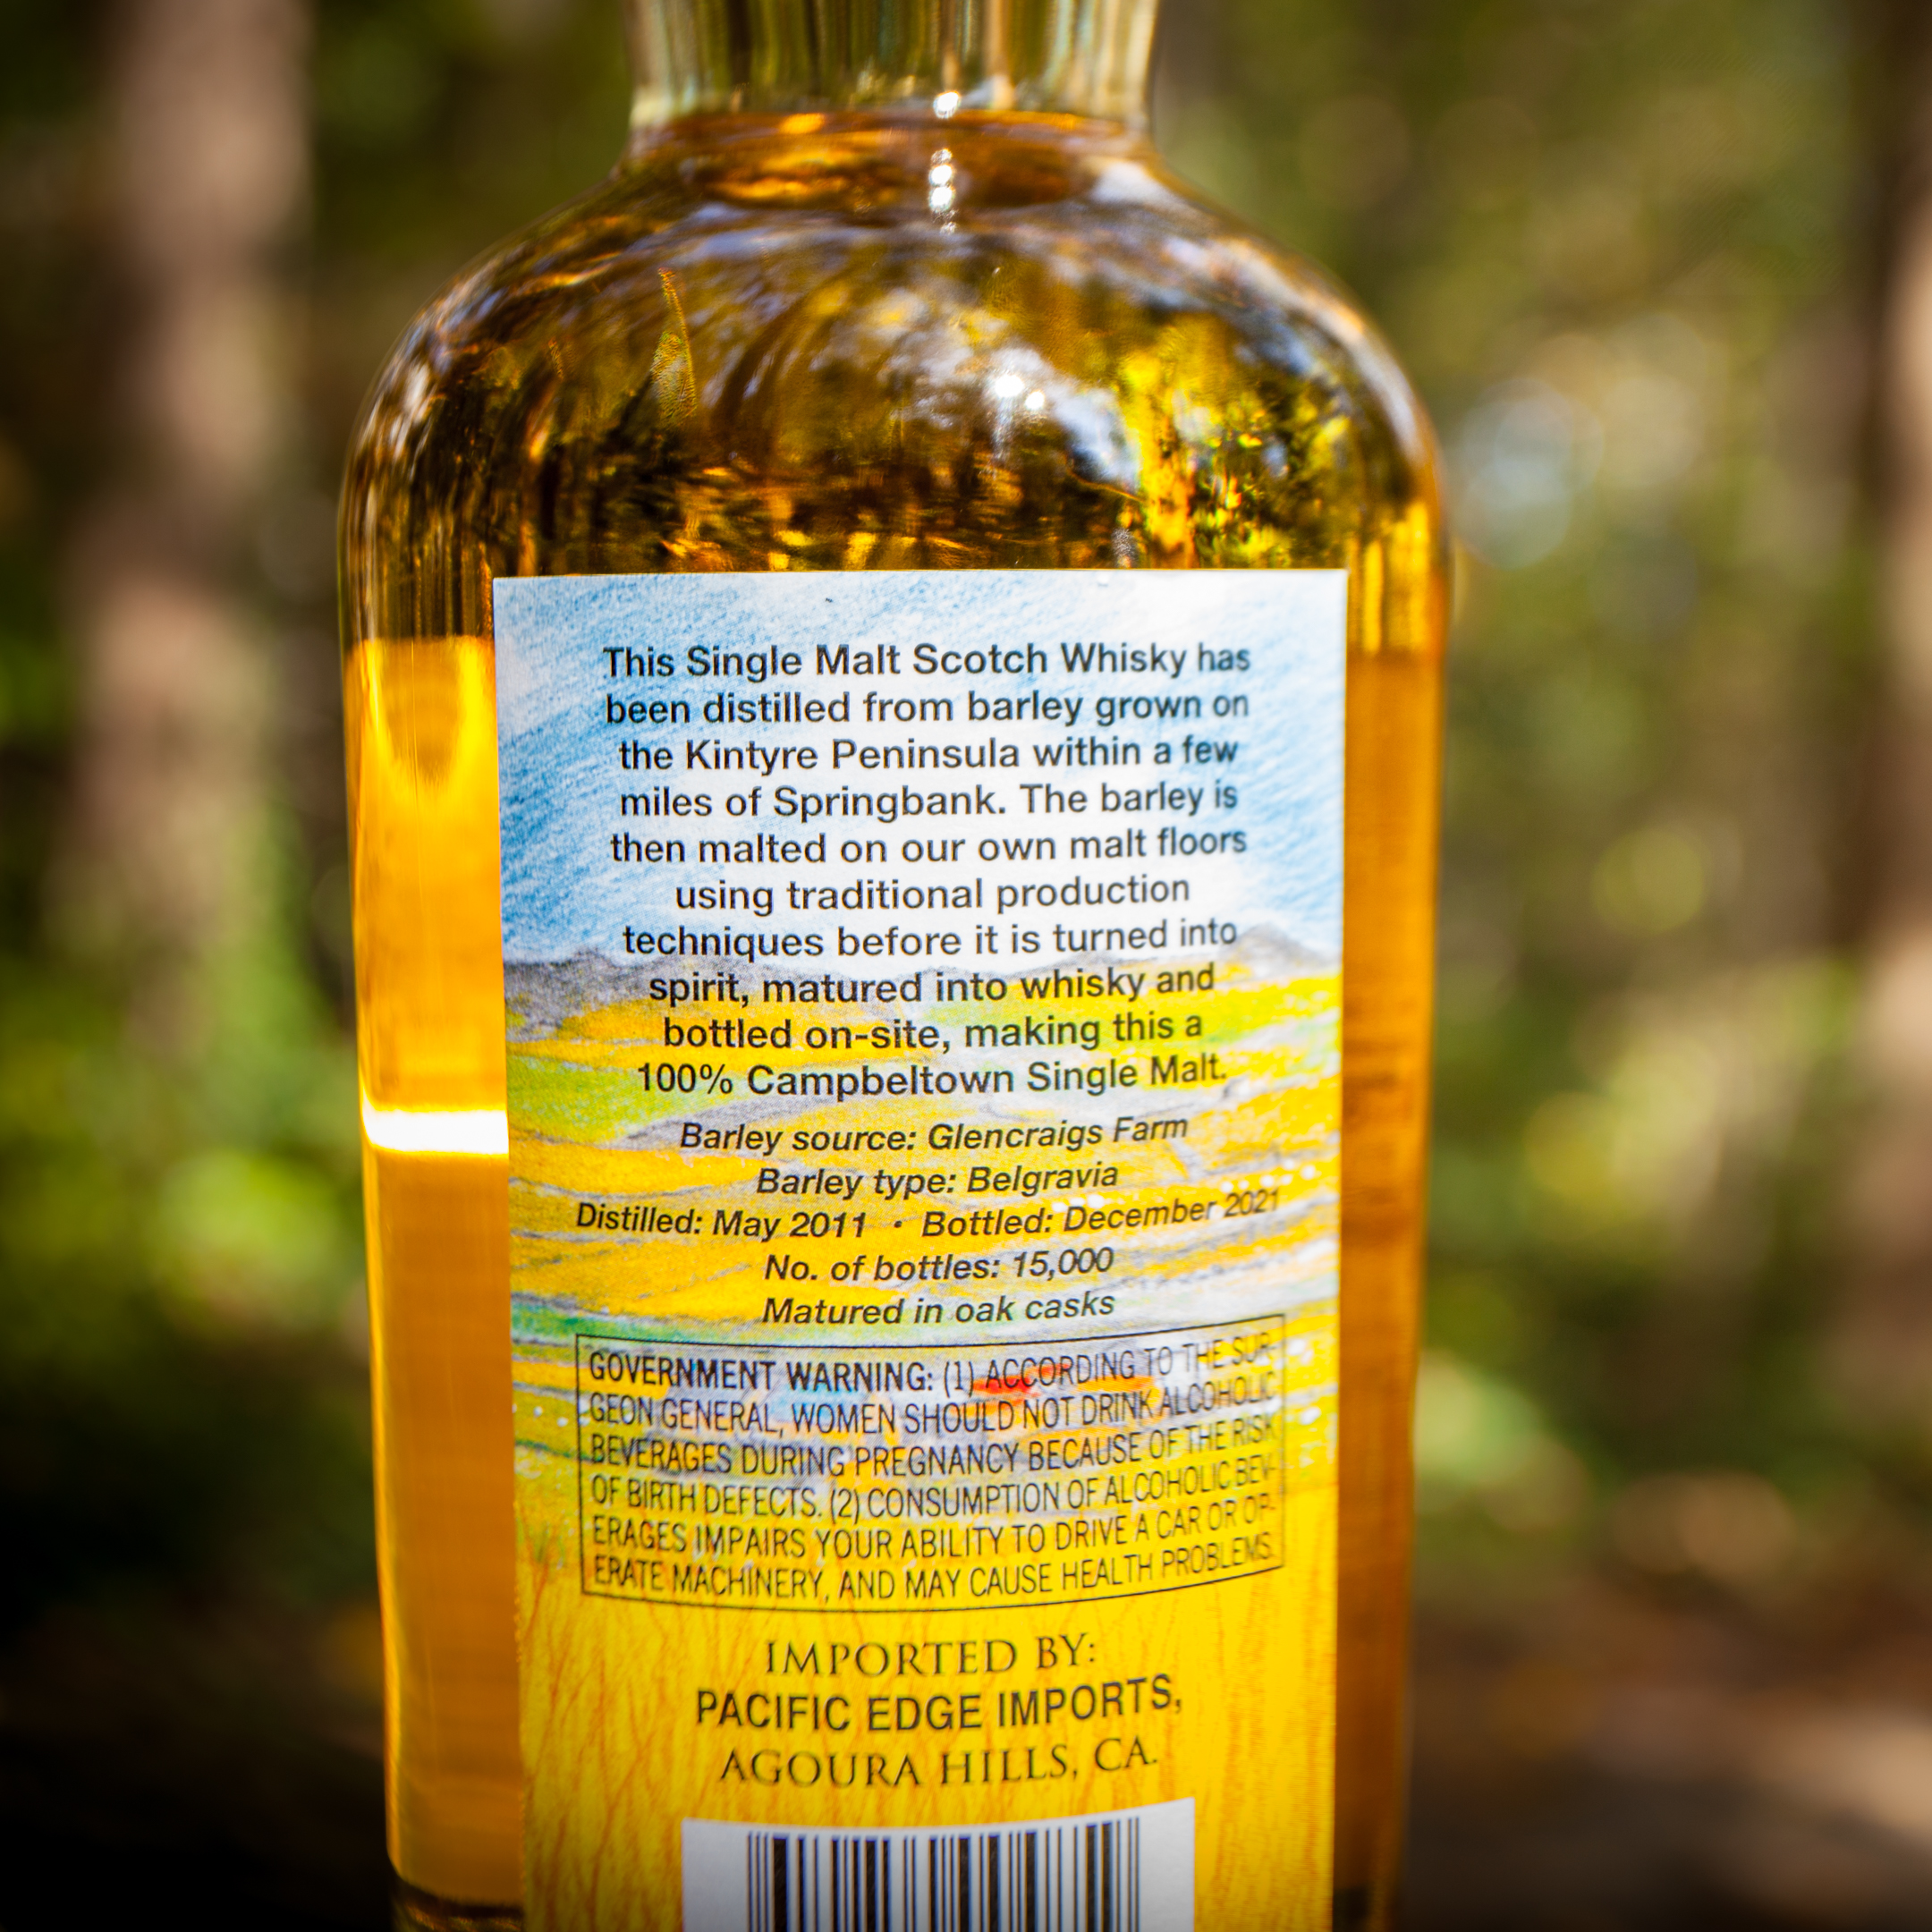 This Single Malt Scotch Whisky has
been distilled from barley grown on
the Kintyre Peninsula within a few
miles of Springbank. The barley is
then malted on our own malt floors
using traditional production
techniques before it is turned into
spirit, matured into whisky and
bottled on-site, making this a
100% Campbeltown Single Malt.
Barley source: Glencraigs Farm
Barley type: Belgravia
Distilled: May 2011 • Bottled: December 2021
No. of bottles: 15,000
Matured in oak casks
GOVERNMENT WARNING: (1) ACCORDING TO THE SUR-
GEON GENERAL, WOMEN SHOULD NOT DRINK ALCOHOLIC
BEVERAGES DURING PREGNANCY BECAUSE OF THE RISK
OF BIRTH DEFECTS. (2) CONSUMPTION OF ALCOHOLIC BEV-
ERAGES IMPAIRS YOUR ABILITY TO DRIVE A CAR OR OP-
ERATE MACHINERY, AND MAY CAUSE HEALTH PROBLEMS.
IMPORTED BY:
PACIFIC EDGE IMPORTS,
AGOURA HILLS, CA.